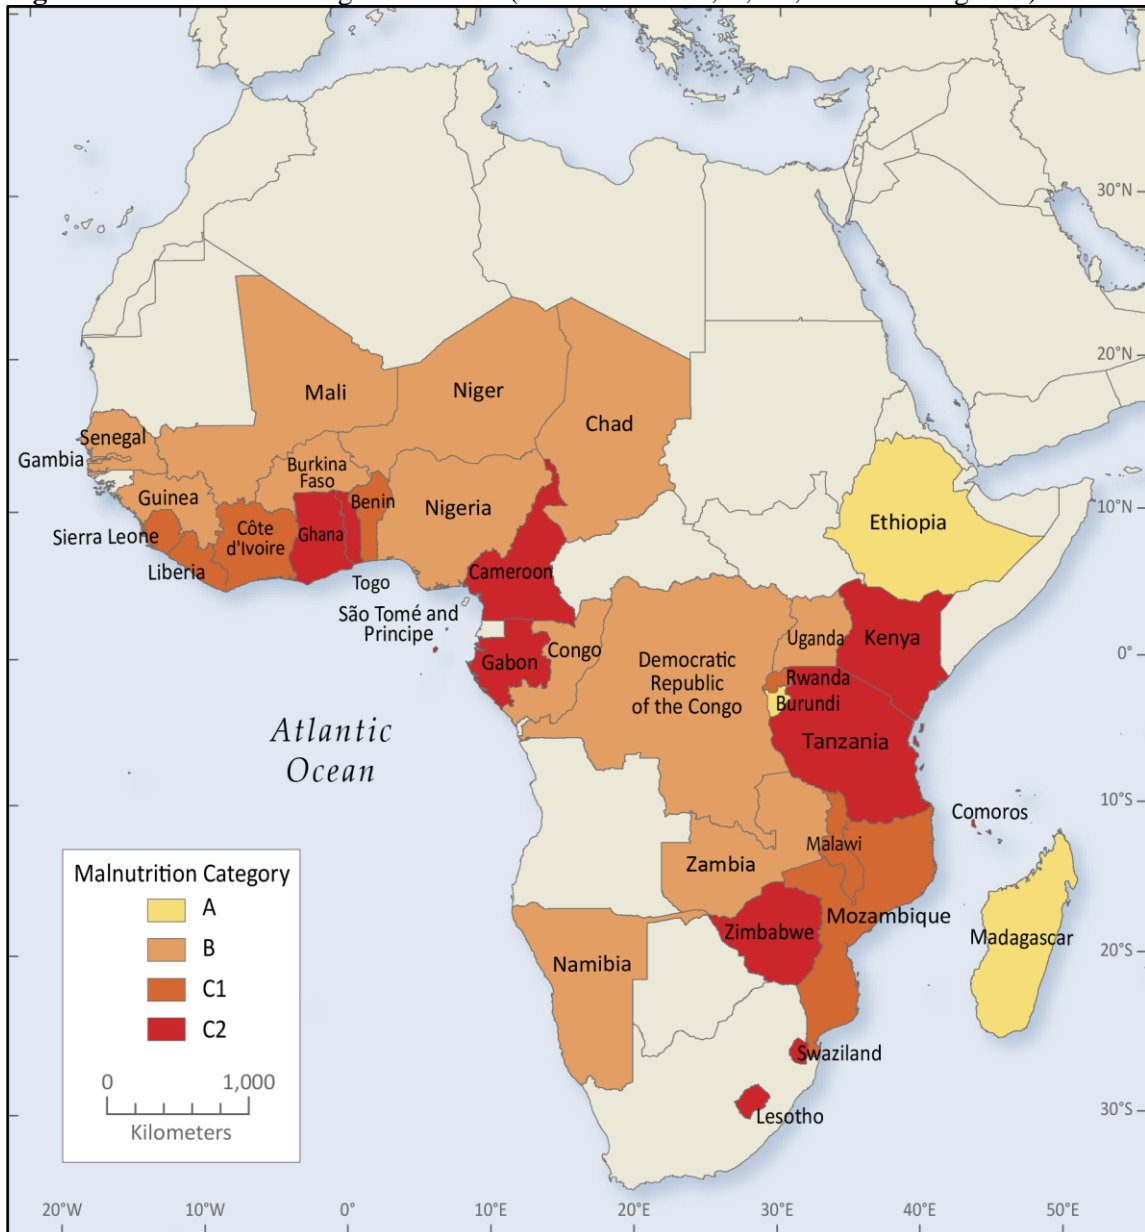 30°N
20°N
Mali
Niger
Chad
Senegal
Gambia
Burkina
Faso
Guinea
Benin
Nigeria
10°N
Ethiopia
Sierra Leone
Côte
d'Ivoire
Ghana
Liberia
Togo
Cameroon
São Tomé and
Principe
Uganda
Kenya
Congo
Gabon
0°
Democratic
Republic
of the Congo
Rwanda
Burundi
Tanzania
Atlantic
Ocean
10°S
Comoros
Malawi
Zambia
Mozambique
Zimbabwe
Madagascar
20°S
Namibia
Swaziland
Lesotho
30°S
Malnutrition Category
A
B
C1
C2
0 1,000
Kilometers
20°W 10°W 0° 10°E 20°E 30°E 40°E 50°E